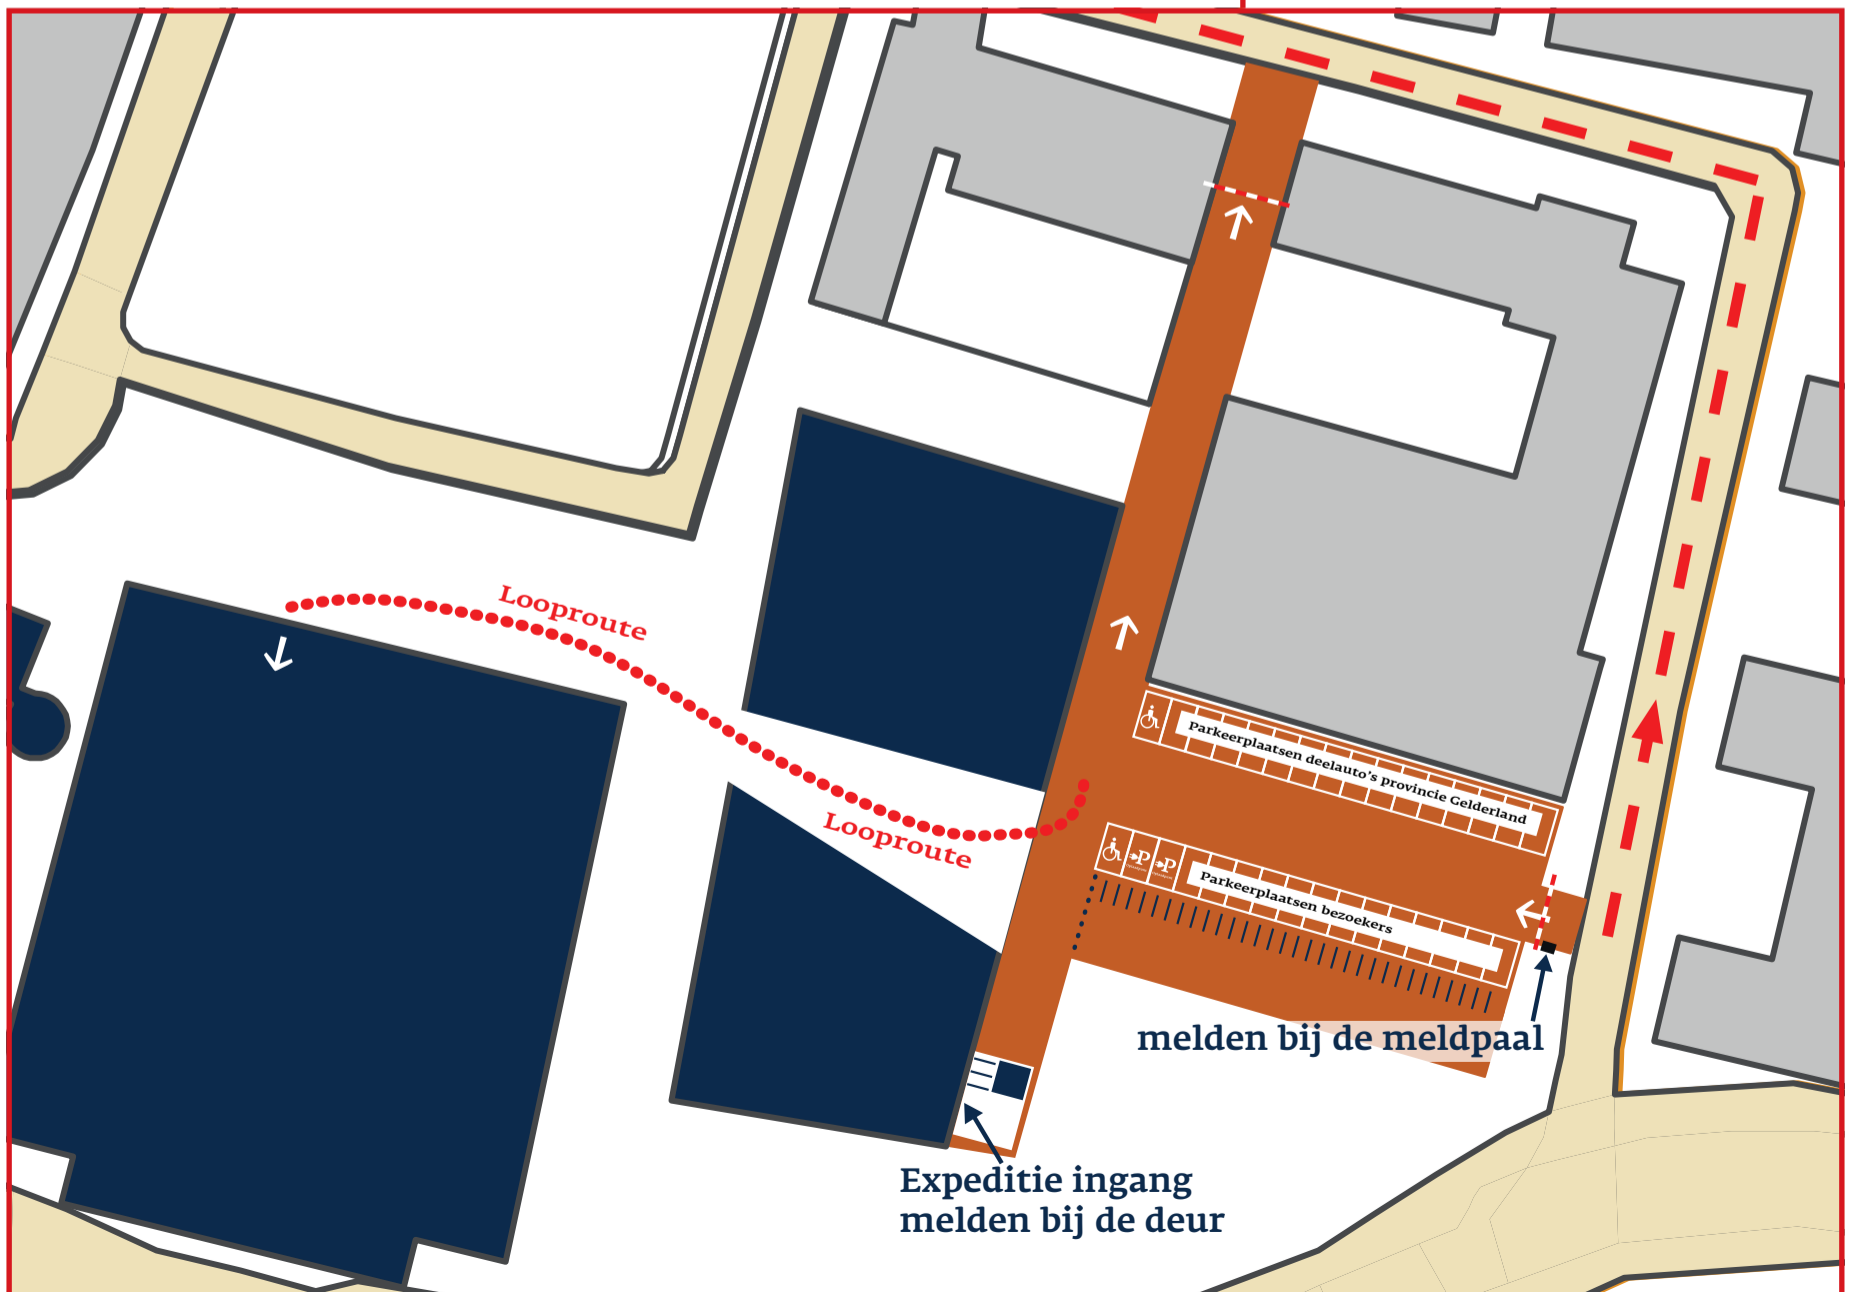 Looproute
Parkeerplaatsen deelauto's provincie Gelderland
Looproute
P
P
Parkeerplaatsen bezoekers
melden bij de meldpaal
Expeditie ingang
melden bij de deur